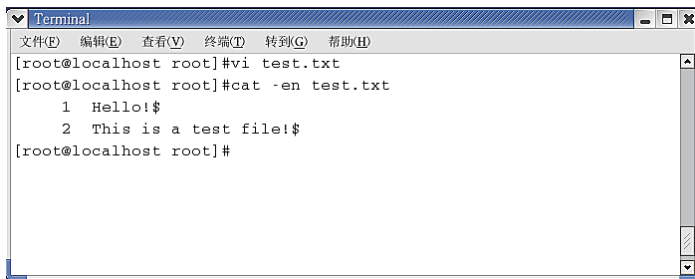 Terminal
文件(F) 编辑(E) 查看(V) 终端(T) 转到(G) 帮助(H)
[root@localhost root]#vi test.txt
[root@localhost root]#cat -en test.txt
     1  Hello!$
     2  This is a test file!$
[root@localhost root]#